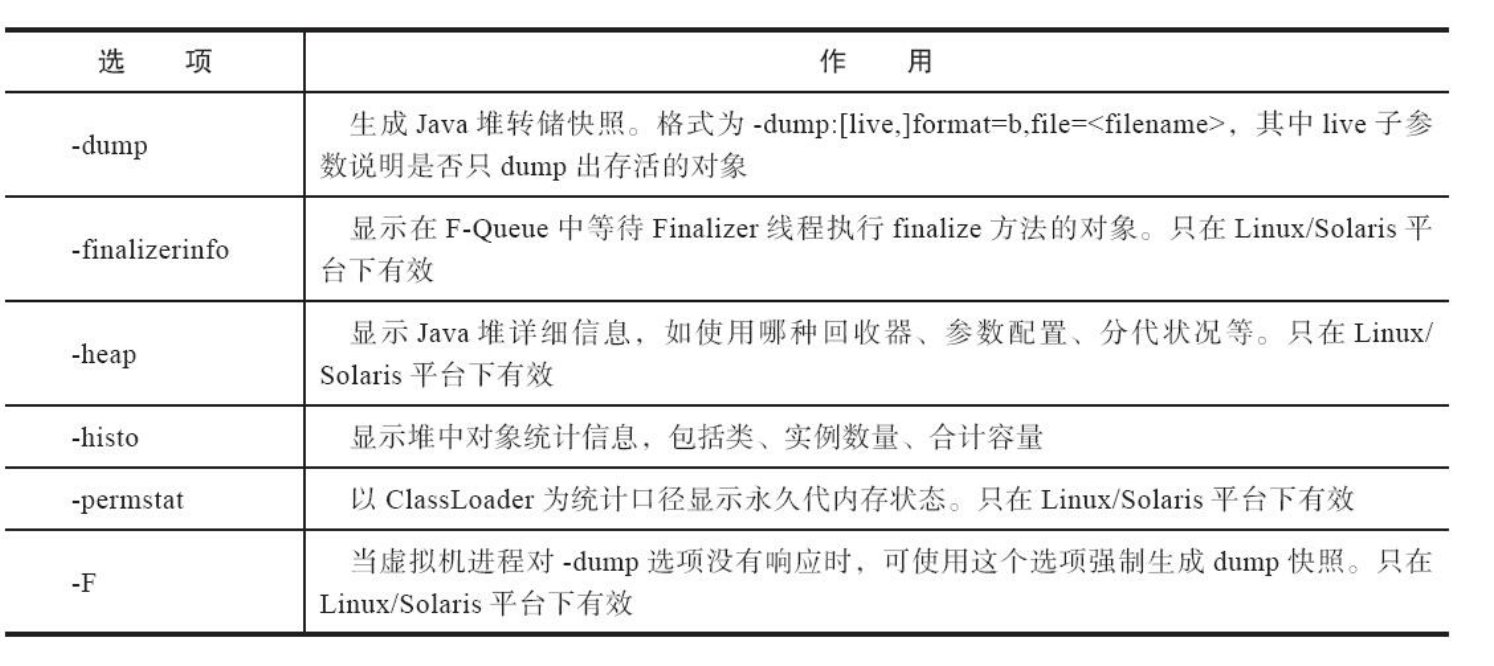 选 项 作 用
-dump
生成 Java 堆转储快照。格式为 -dump:[live,]format=b,file=<filename>，其中 live 子参
数说明是否只 dump 出存活的对象
-finalizerinfo
显示在 F-Queue 中等待 Finalizer 线程执行 finalize 方法的对象。只在 Linux/Solaris 平
台下有效
-heap
显示 Java 堆详细信息，如使用哪种回收器、参数配置、分代状况等。只在 Linux/
Solaris 平台下有效
-histo 显示堆中对象统计信息，包括类、实例数量、合计容量
-permstat 以 ClassLoader 为统计口径显示永久代内存状态。只在 Linux/Solaris 平台下有效
-F
当虚拟机进程对 -dump 选项没有响应时，可使用这个选项强制生成 dump 快照。只在
Linux/Solaris 平台下有效